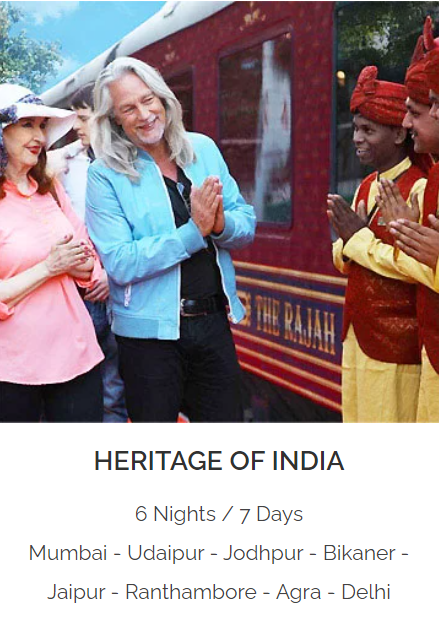 THE RAJAH
HERITAGE OF INDIA
6 Nights / 7 Days
Mumbai - Udaipur - Jodhpur - Bikaner -
Jaipur - Ranthambore - Agra - Delhi